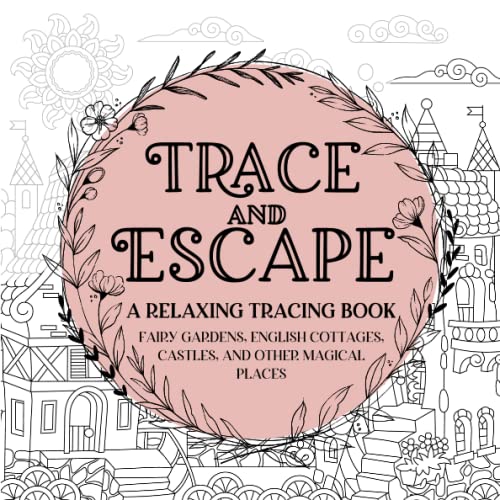 TRACE
AND
ESCAPE
A RELAXING TRACING BOOK
FAIRY GARDENS, ENGLISH COTTAGES,
CASTLES, AND OTHER MAGICAL
PLACES